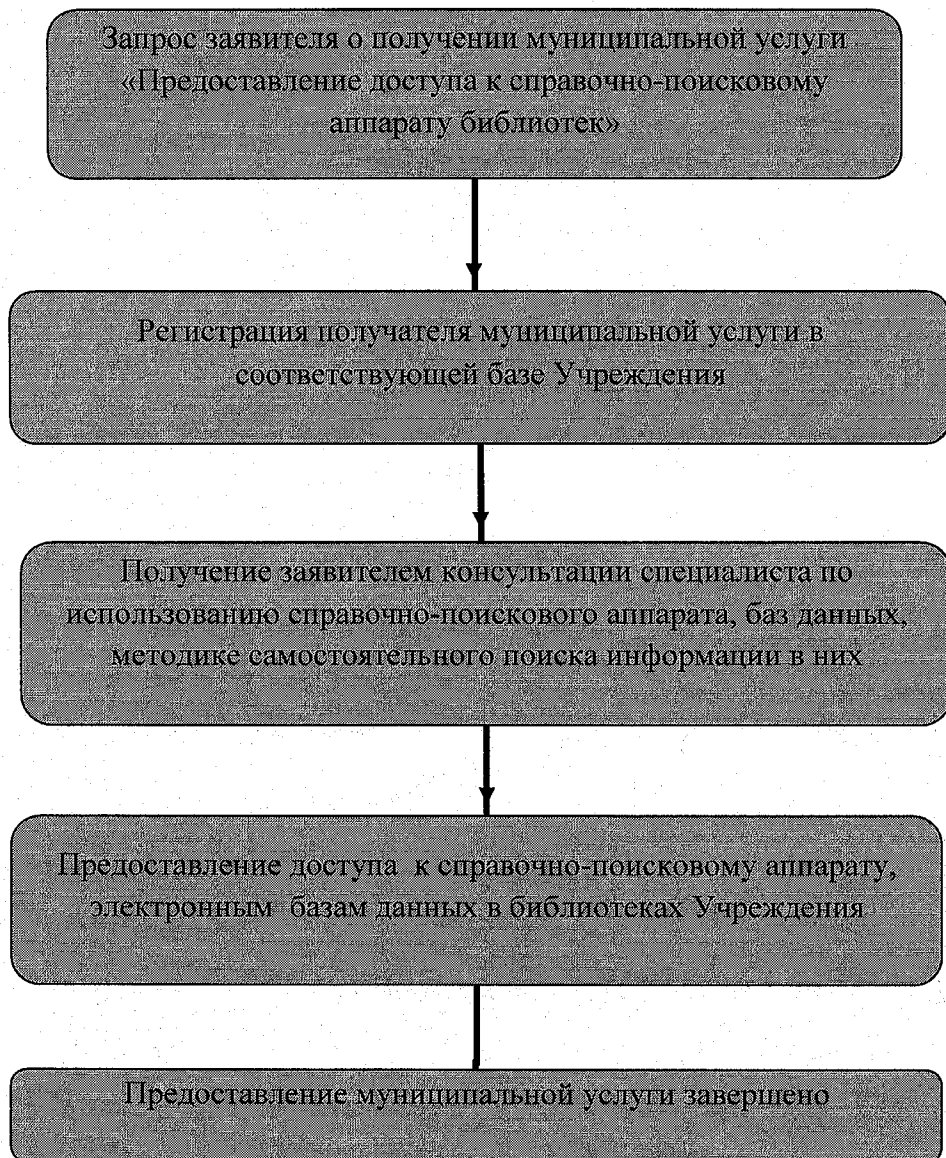 Запрос заявителя о получении муниципальной услуги
«Предоставление доступа к справочно-поисковому
аппарату библиотек»
Регистрация получателя муниципальной услуги в
соответствующей базе Учреждения
Получение заявителем консультации специалиста по
использованию справочно-поискового аппарата, баз данных,
методике самостоятельного поиска информации в них
Предоставление доступа к справочно-поисковому аппарату,
электронным базам данных в библиотеках Учреждения
Предоставление муниципальной услуги завершено